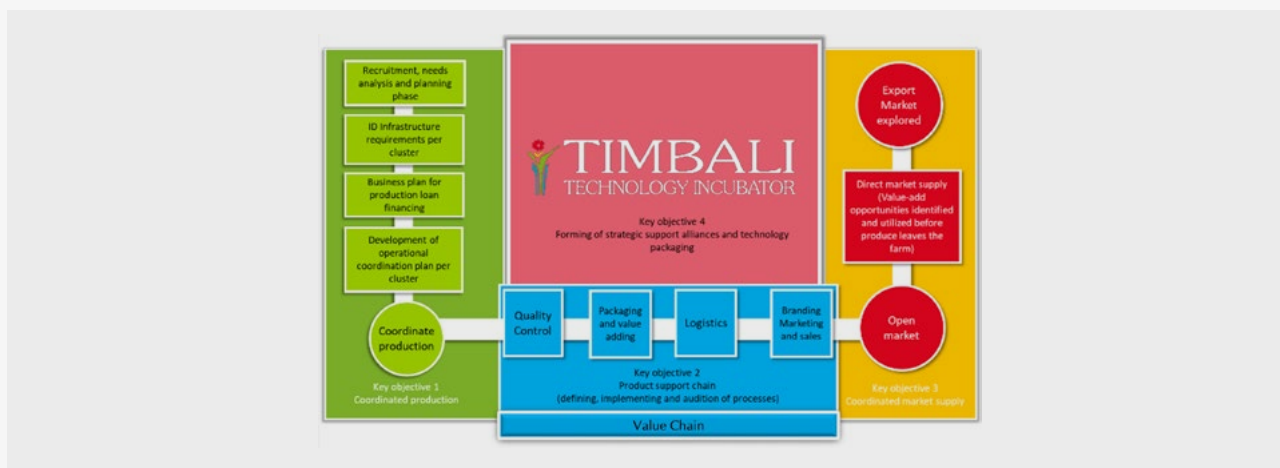 Recruitment, needs
analysis and planning
phase
ID Infrastructure
requirements per
cluster
Business plan for
production loan
financing
Development of
operational
coordination plan per
cluster
Coordinate
production
Key objective 1
Coordinated production
TIMBALI
TECHNOLOGY INCUBATOR
Key objective 4
Forming of strategic support alliances and technology
packaging
Quality
Control
Packaging
and value
adding
Logistics
Branding
Marketing
and sales
Key objective 2
Product support chain
(defining, implementing and audition of processes)
Value Chain
Export
Market
explored
Direct market supply
(Value-add
opportunities identified
and utilized before
produce leaves the
farm)
Open
market
Key objective 3
Coordinated market supply